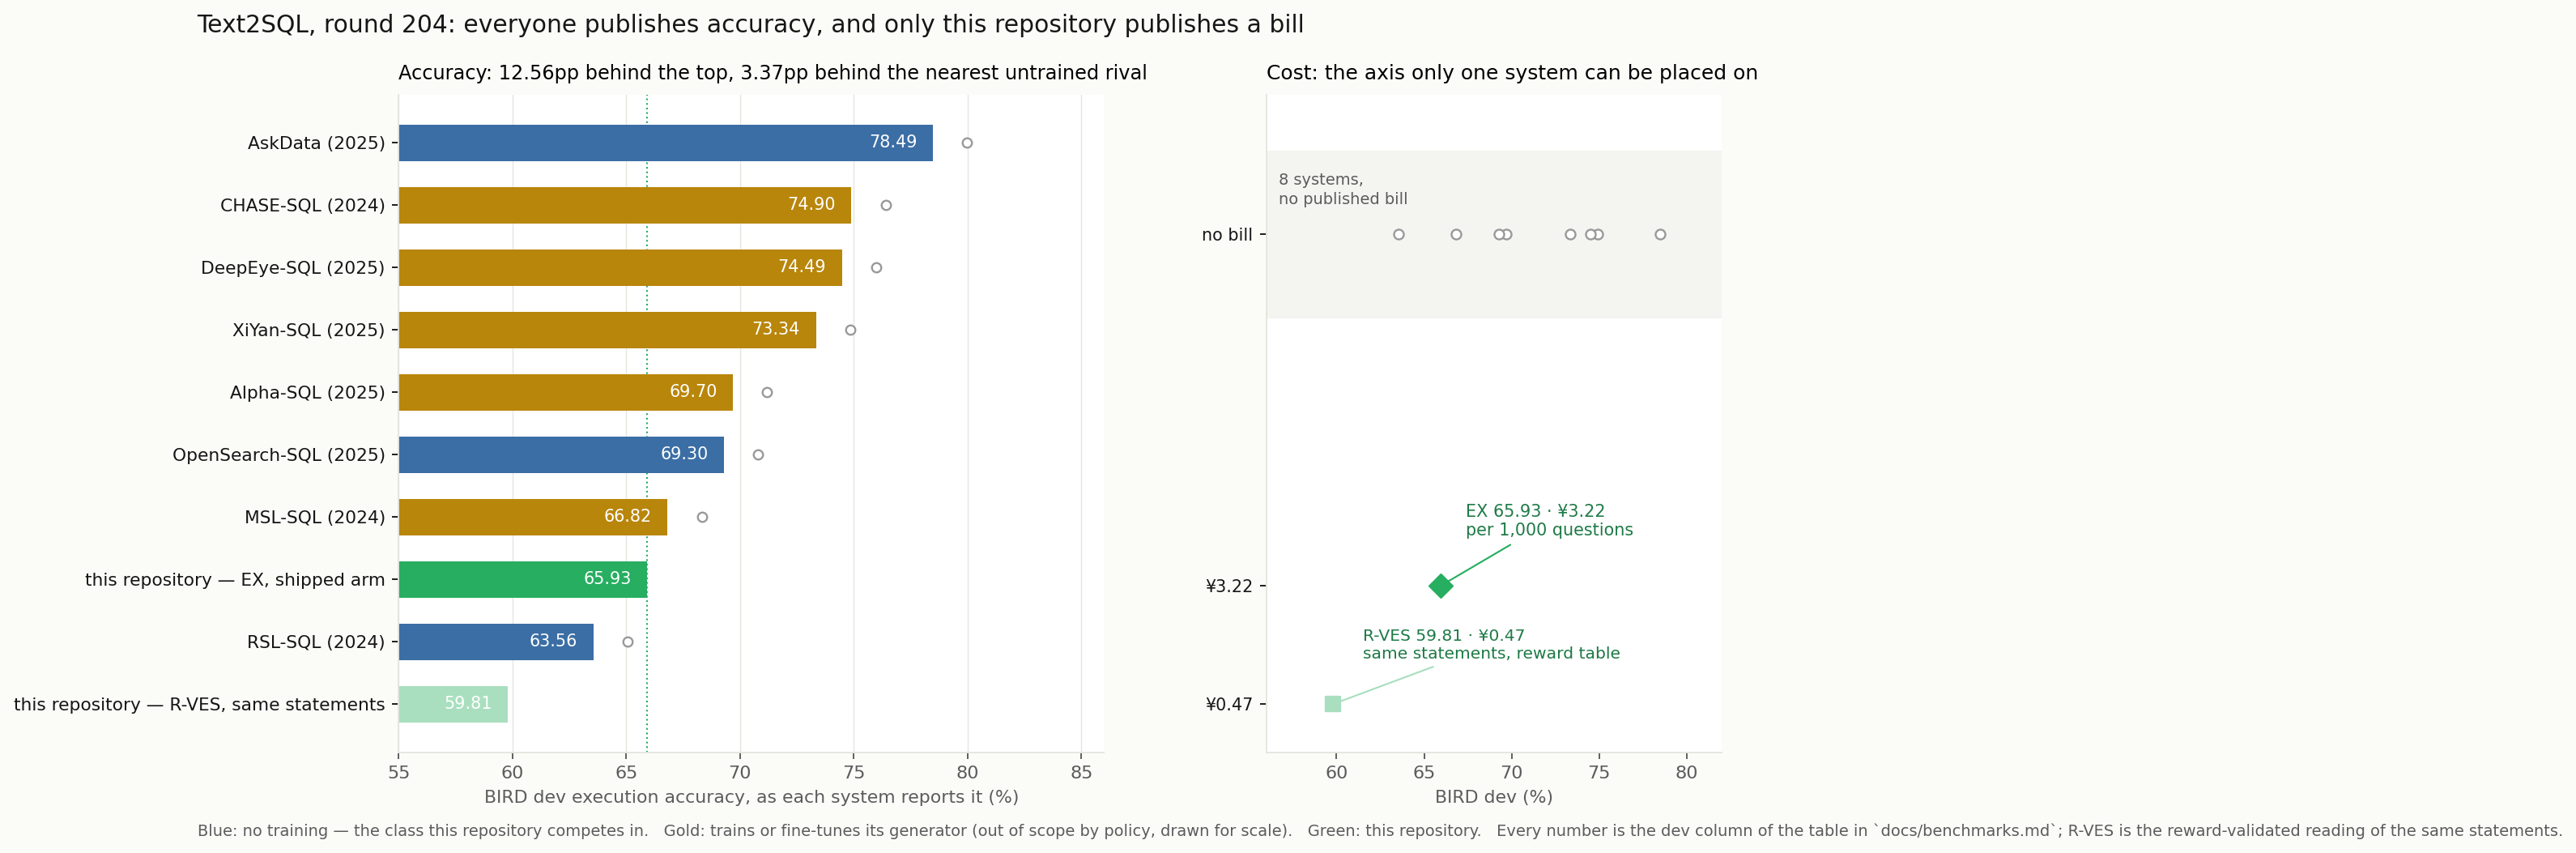 Text2SQL, round 204: everyone publishes accuracy, and only this repository publishes a bill
Accuracy: 12.56pp behind the top, 3.37pp behind the nearest untrained rival
AskData (2025)
78.49
CHASE-SQL (2024)
74.90
DeepEye-SQL (2025)
74.49
XiYan-SQL (2025)
73.34
Alpha-SQL (2025)
69.70
OpenSearch-SQL (2025)
69.30
MSL-SQL (2024)
66.82
this repository — EX, shipped arm
65.93
RSL-SQL (2024)
63.56
this repository — R-VES, same statements
59.81
55 60 65 70 75 80 85
BIRD dev execution accuracy, as each system reports it (%)
Cost: the axis only one system can be placed on
8 systems,
no published bill
no bill
EX 65.93 · ¥3.22
per 1,000 questions
¥3.22
R-VES 59.81 · ¥0.47
same statements, reward table
¥0.47
60 65 70 75 80
BIRD dev (%)
Blue: no training — the class this repository competes in. Gold: trains or fine-tunes its generator (out of scope by policy, drawn for scale). Green: this repository. Every number is the dev column of the table in `docs/benchmarks.md`; R-VES is the reward-validated reading of the same statements.